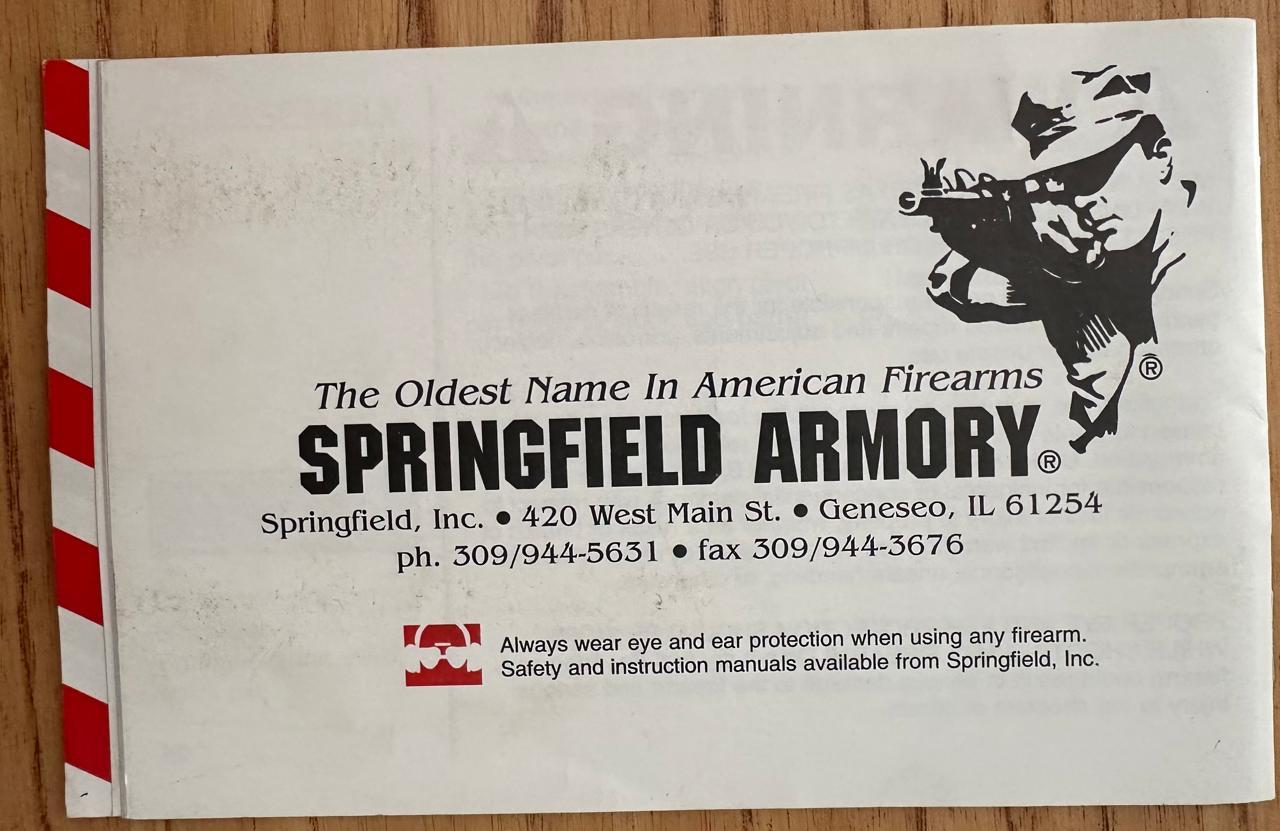 The Oldest Name In American Firearms
SPRINGFIELD ARMORY®
®
Springfield, Inc. • 420 West Main St. • Geneseo, IL 61254
ph. 309/944-5631 • fax 309/944-3676
Always wear eye and ear protection when using any firearm.
Safety and instruction manuals available from Springfield, Inc.